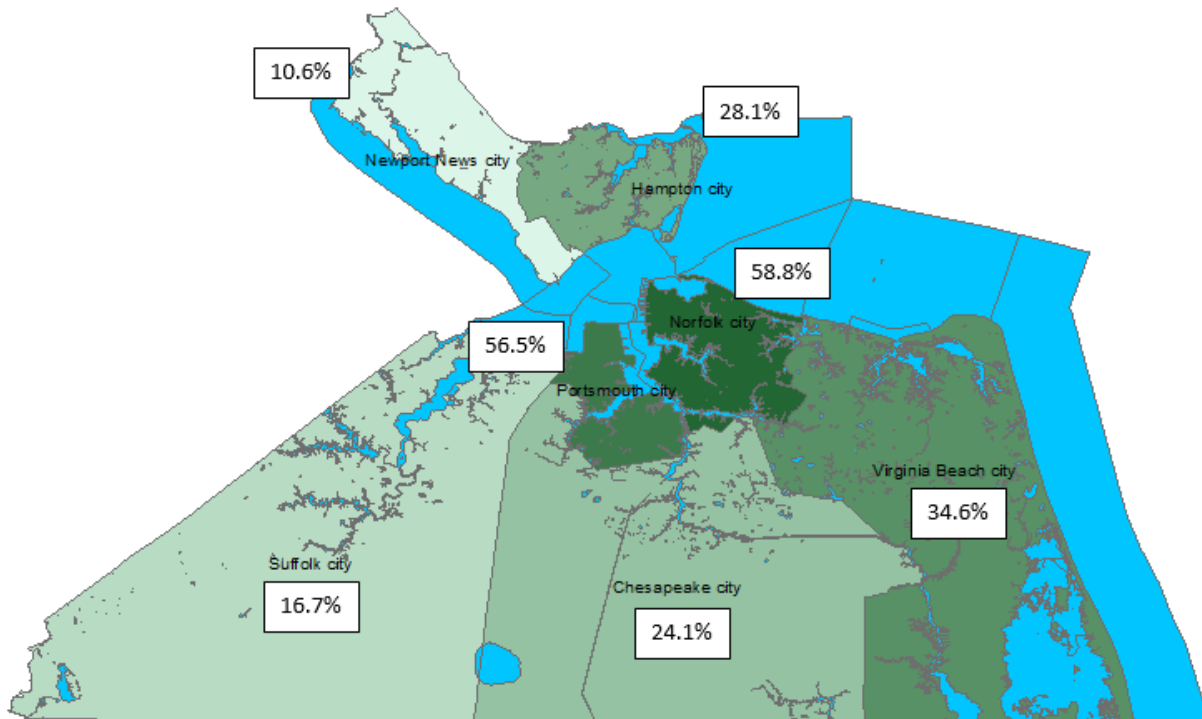 10.6%
28.1%
Newport News city
Hampton city
58.8%
Norfolk city
56.5%
Portsmouth city
Virginia Beach city
34.6%
Suffolk city
16.7%
Chesapeake city
24.1%